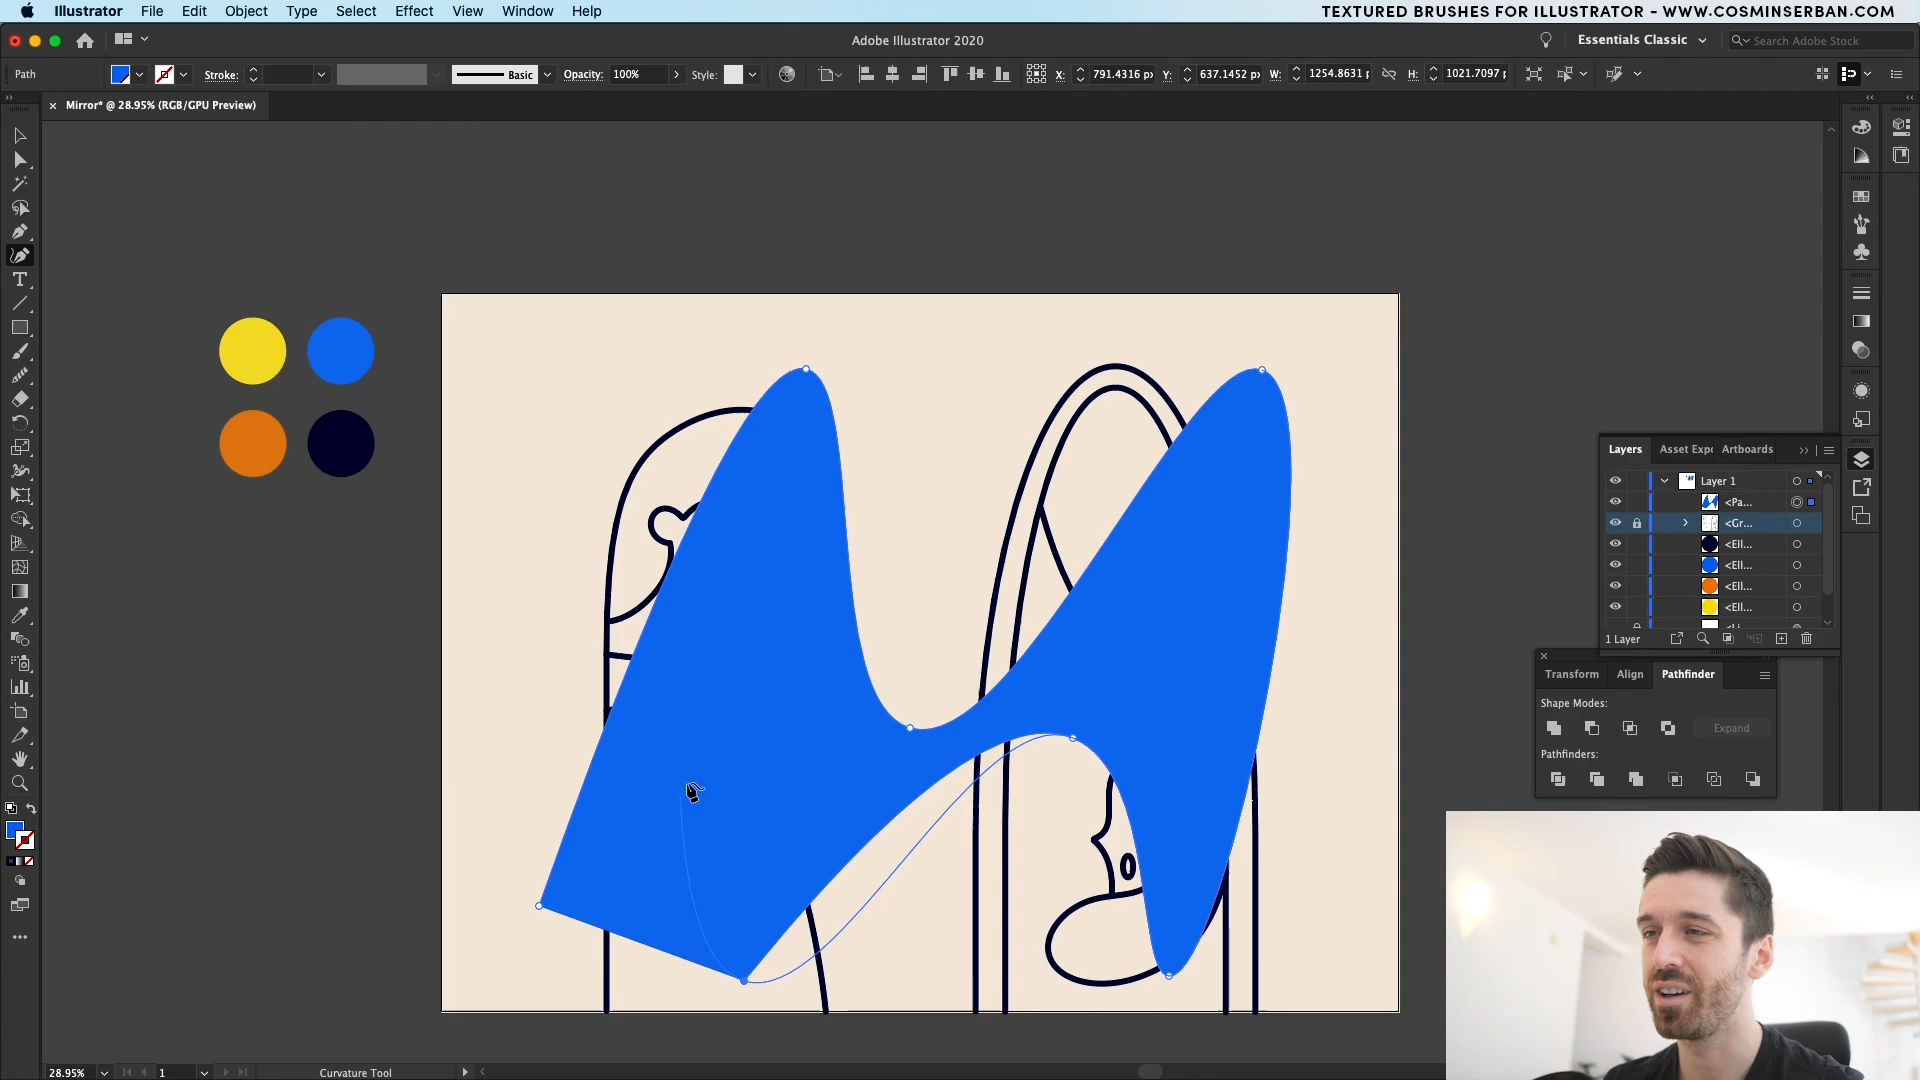 Illustrator File Edit Object Type Select Effect View Window Help
TEXTURED BRUSHES FOR ILLUSTRATOR - WWW.COSMINSERBAN.COM
Adobe Illustrator 2020
Essentials Classic
Search Adobe Stock
Path Stroke: Basic Opacity: 100% Style: X: 791.4316 px Y: 637.1452 px W: 1254.8631 H: 1021.7097
Mirror* @ 28.95% (RGB/GPU Preview)
Layers Asset Expo Artboards
Layer 1
<Pa...
<Gr...
<Ell...
<Ell...
<Ell...
<Ell...
1 Layer
Transform Align Pathfinder
Shape Modes:
Expand
Pathfinders:
28.95% 1 Curvature Tool